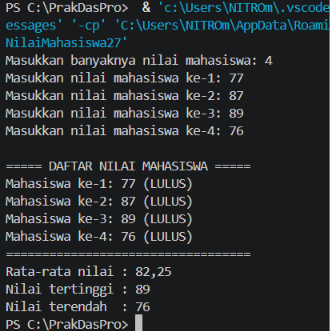 PS C:\PrakDasPro>  & 'c:\Users\NITROm\.vscode
essages' '-cp' 'C:\Users\NITROm\AppData\Roami
NilaiMahasiswa27'
Masukkan banyaknya nilai mahasiswa: 4
Masukkan nilai mahasiswa ke-1: 77
Masukkan nilai mahasiswa ke-2: 87
Masukkan nilai mahasiswa ke-3: 89
Masukkan nilai mahasiswa ke-4: 76

===== DAFTAR NILAI MAHASISWA =====
Mahasiswa ke-1: 77 (LULUS)
Mahasiswa ke-2: 87 (LULUS)
Mahasiswa ke-3: 89 (LULUS)
Mahasiswa ke-4: 76 (LULUS)
==================================
Rata-rata nilai : 82,25
Nilai tertinggi : 89
Nilai terendah  : 76
PS C:\PrakDasPro>